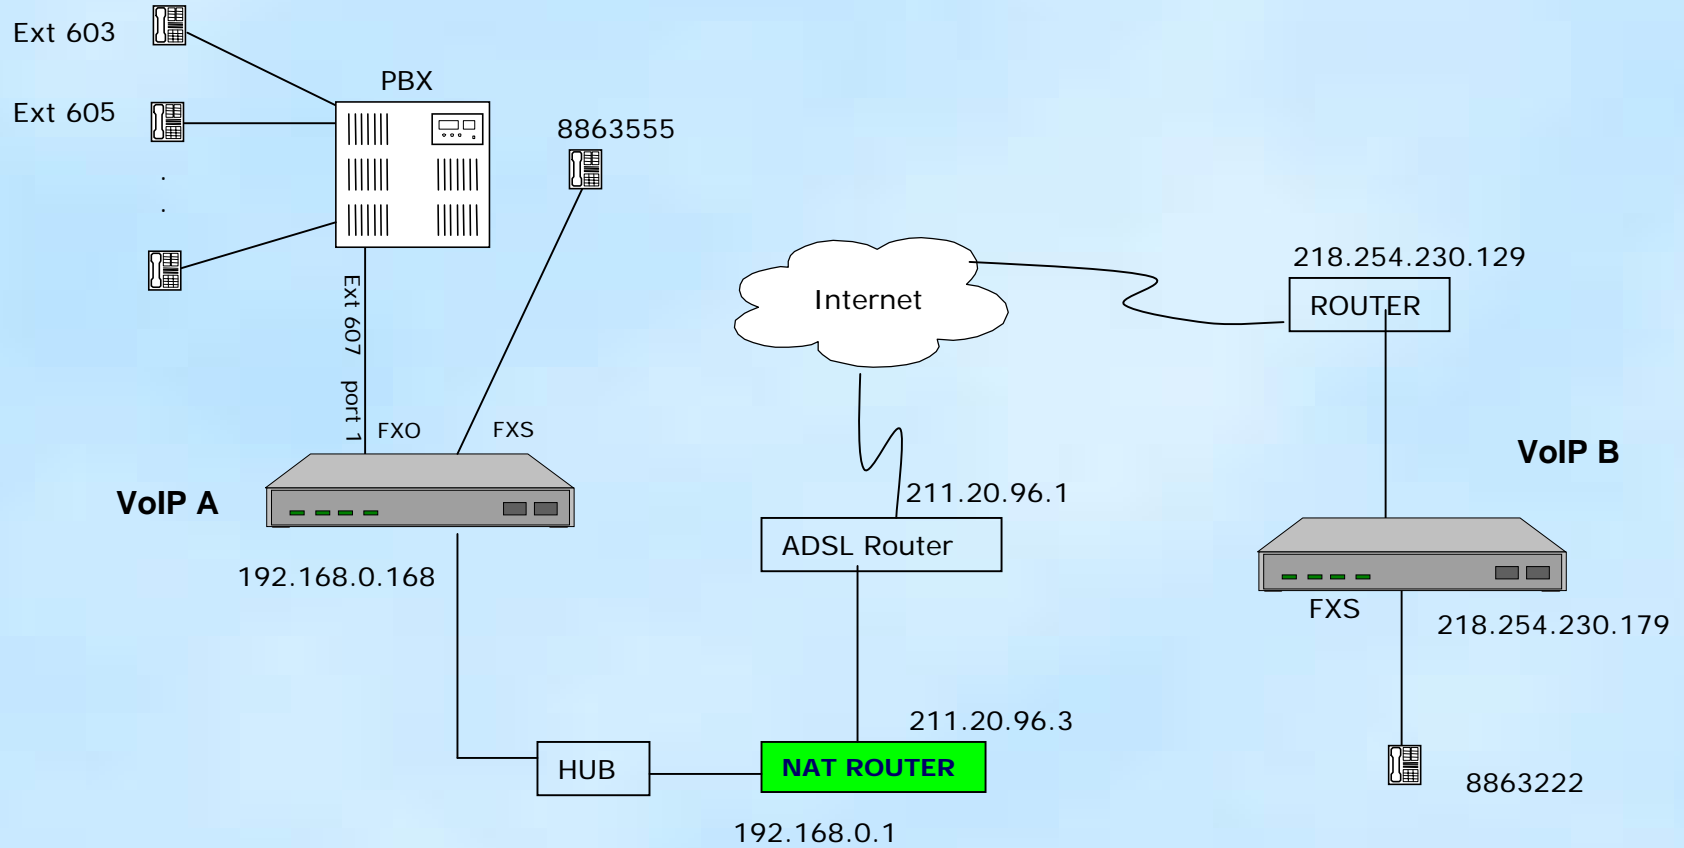 Ext 603
PBX
Ext 605
8863555
.
.
Ext 607 port 1
FXO
FXS
VoIP A
192.168.0.168
Internet
218.254.230.129
ROUTER
VoIP B
211.20.96.1
ADSL Router
FXS
218.254.230.179
211.20.96.3
HUB
NAT ROUTER
8863222
192.168.0.1